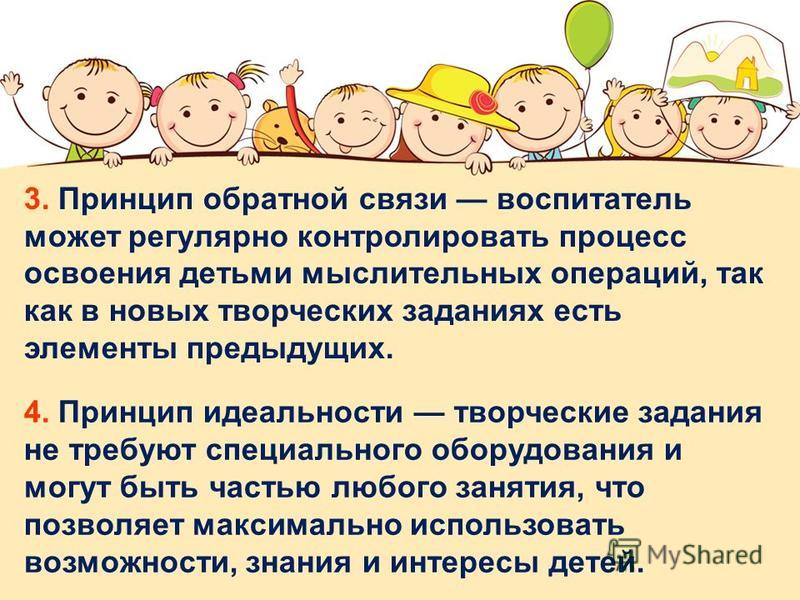 3. Принцип обратной связи — воспитатель
может регулярно контролировать процесс
освоения детьми мыслительных операций, так
как в новых творческих заданиях есть
элементы предыдущих.
4. Принцип идеальности — творческие задания
не требуют специального оборудования и
могут быть частью любого занятия, что
позволяет максимально использовать
возможности, знания и интересы детей.
MyShared